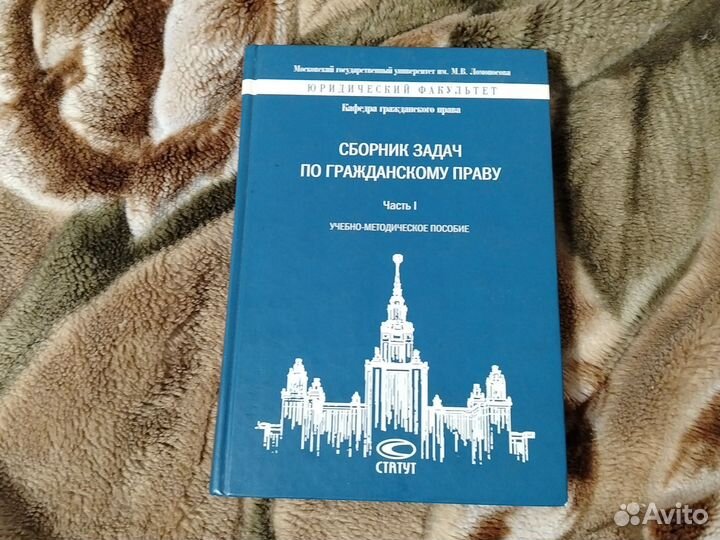 Московский государственный университет им. М.В. Ломоносова
ЮРИДИЧЕСКИЙ ФАКУЛЬТЕТ
Кафедра гражданского права
СБОРНИК ЗАДАЧ
ПО ГРАЖДАНСКОМУ ПРАВУ
Часть I
УЧЕБНО-МЕТОДИЧЕСКОЕ ПОСОБИЕ
СТАТУТ
Avito